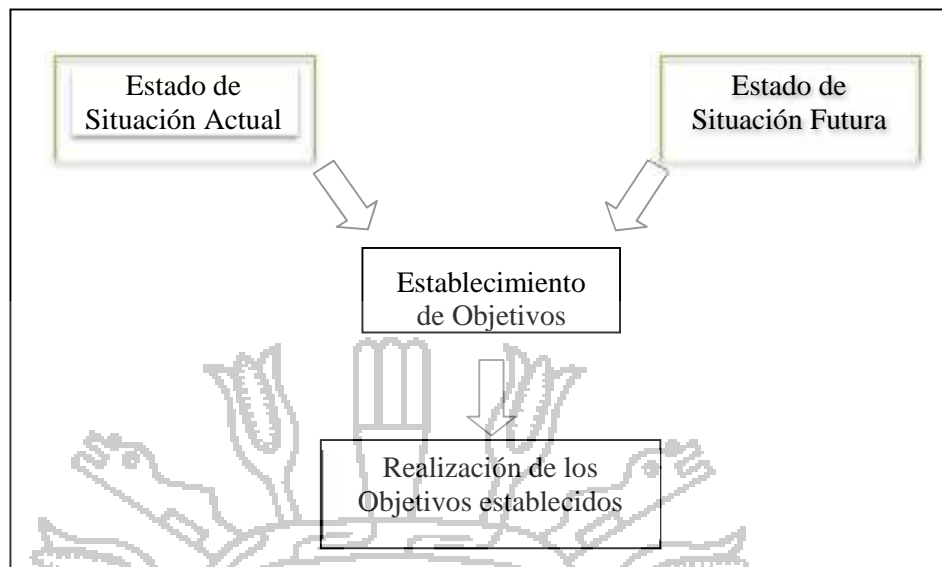 Estado de
Situación Actual
Estado de
Situación Futura
Establecimiento
de Objetivos
Realización de los
Objetivos establecidos